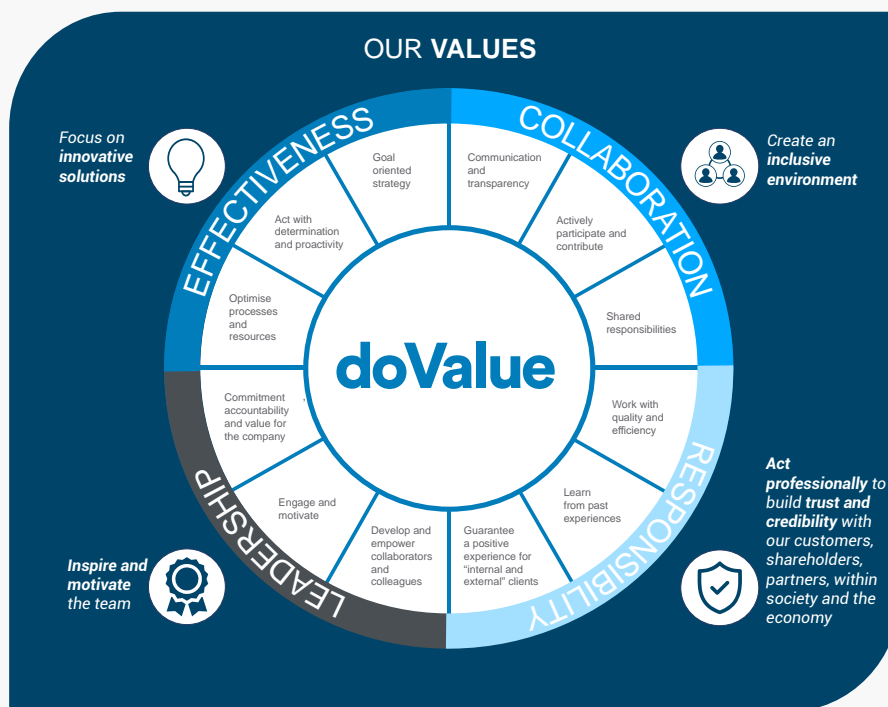 OUR VALUES
Focus on
innovative
solutions
Create an
inclusive
environment
EFFECTIVENESS
COLLABORATION
Goal
oriented
strategy
Communication
and
transparency
Act with
determination
and proactivity
Actively
participate and
contribute
Optimise
processes
and
resources
Shared
responsibilities
doValue
Commitment
accountability
and value for
the company
Work with
quality and
efficiency
Engage and
motivate
Learn
from past
experiences
Develop and
empower
collaborators
and
colleagues
Guarantee
a positive
experience for
“internal and
external” clients
LEADERSHIP
RESPONSIBILITY
Inspire and
motivate
the team
Act
professionally to
build trust and
credibility with
our customers,
shareholders,
partners, within
society and the
economy